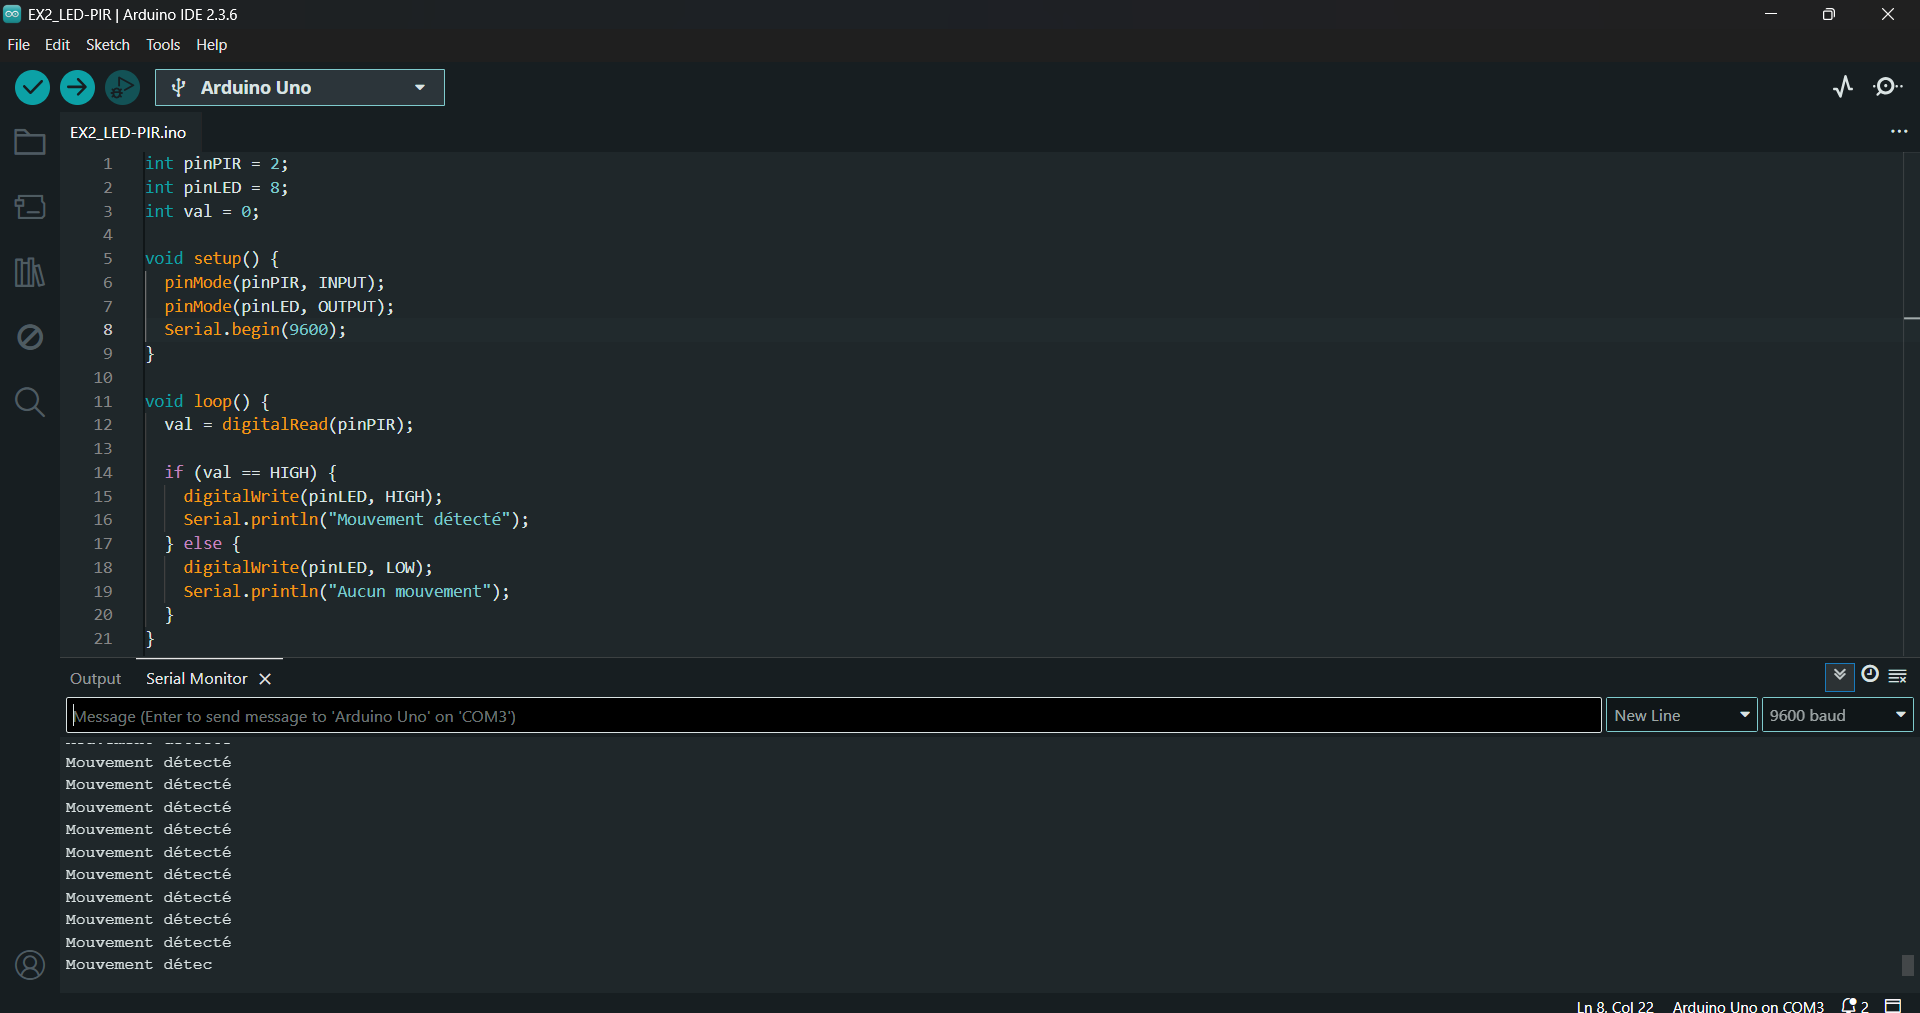 EX2_LED-PIR | Arduino IDE 2.3.6
File Edit Sketch Tools Help
Arduino Uno
EX2_LED-PIR.ino
1 int pinPIR = 2;
2 int pinLED = 8;
3 int val = 0;
4
5 void setup() {
6 pinMode(pinPIR, INPUT);
7 pinMode(pinLED, OUTPUT);
8 Serial.begin(9600);
9 }
10
11 void loop() {
12 val = digitalRead(pinPIR);
13
14 if (val == HIGH) {
15 digitalWrite(pinLED, HIGH);
16 Serial.println("Mouvement détecté");
17 } else {
18 digitalWrite(pinLED, LOW);
19 Serial.println("Aucun mouvement");
20 }
21 }
Output Serial Monitor
Message (Enter to send message to 'Arduino Uno' on 'COM3') New Line 9600 baud
Mouvement détecté
Mouvement détecté
Mouvement détecté
Mouvement détecté
Mouvement détecté
Mouvement détecté
Mouvement détecté
Mouvement détecté
Mouvement détecté
Mouvement détec
Ln 8, Col 22 Arduino Uno on COM3 2